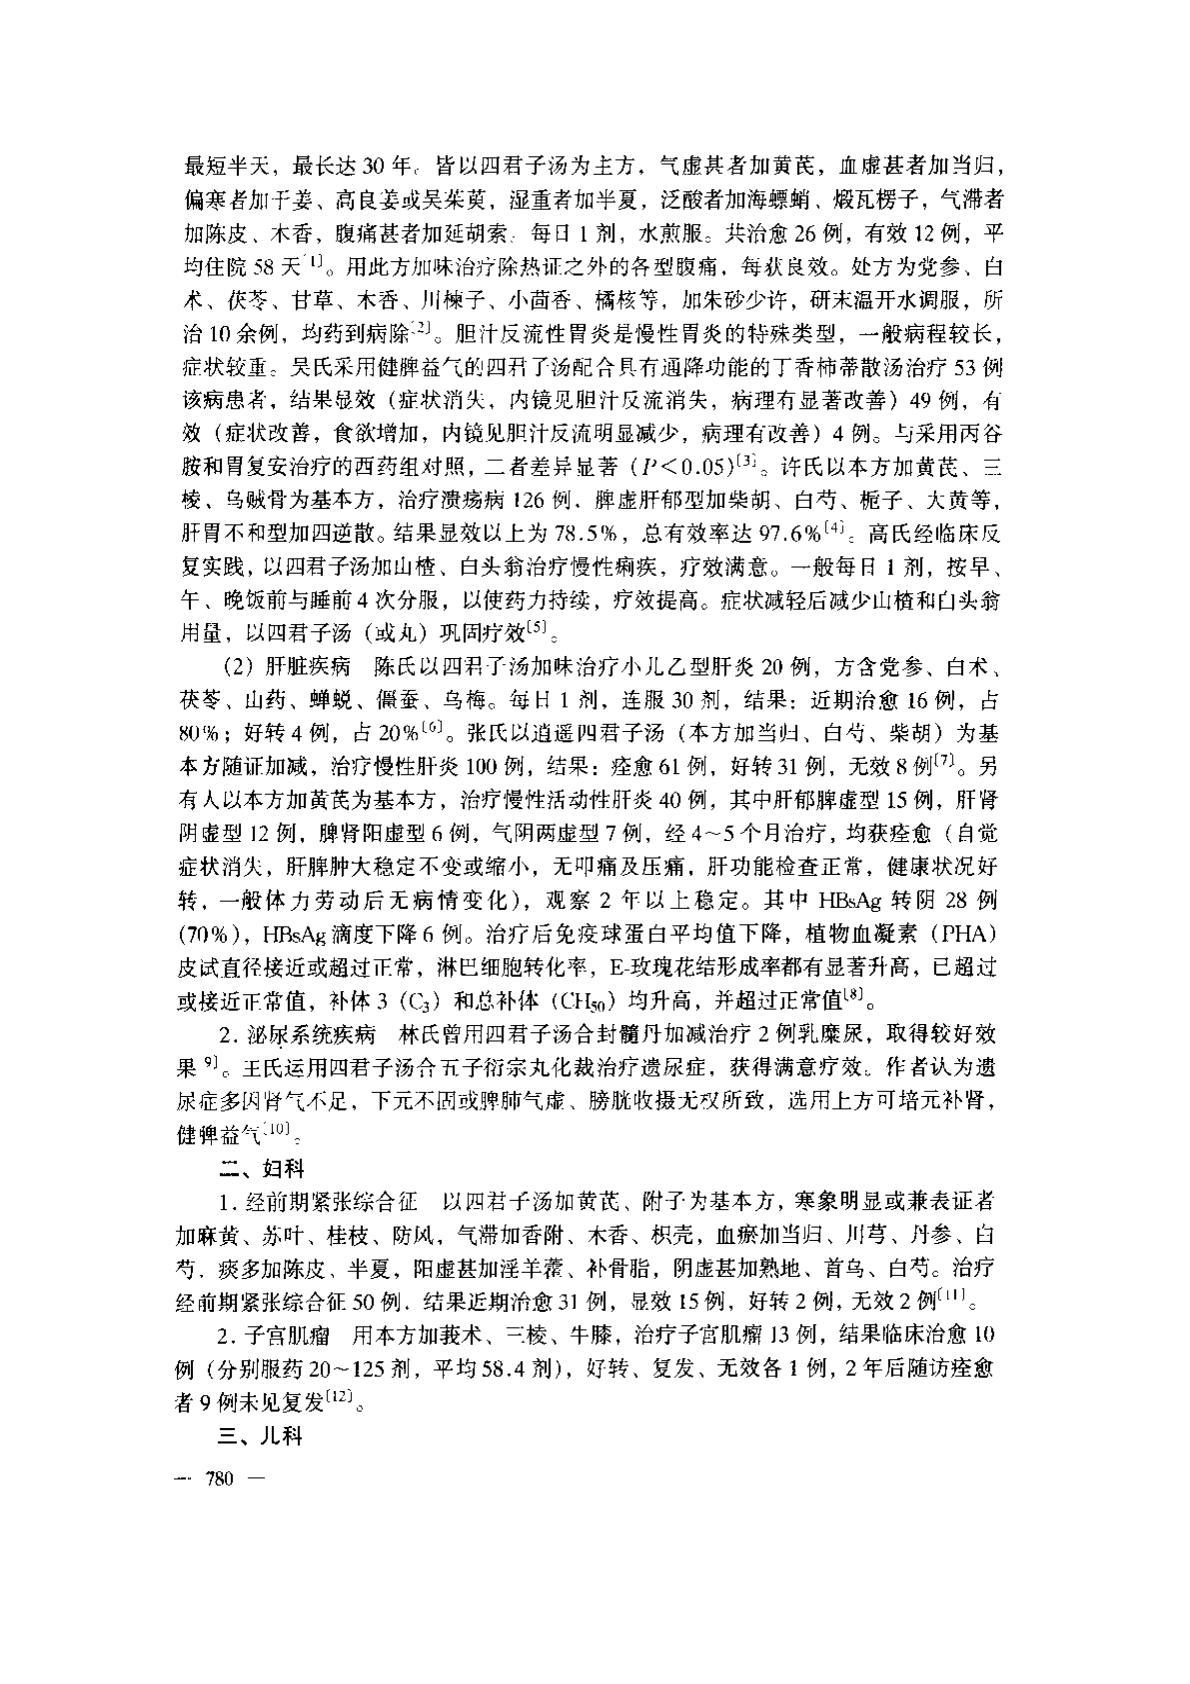 最短半天，最长达 30 年。皆以四君子汤为主方，气虚甚者加黄芪，血虚甚者加当归，
偏寒者加干姜、高良姜或吴茱萸，湿重者加半夏，泛酸者加海螵蛸、煅瓦楞子，气滞者
加陈皮、木香，腹痛甚者加延胡索。每日 1 剂，水煎服。共治愈 26 例，有效 12 例，平
均住院 58 天[1]。用此方加味治疗除热证之外的各型腹痛，每获良效。处方为党参、白
术、茯苓、甘草、木香、川楝子、小茴香、橘核等，加朱砂少许，研末温开水调服，所
治 10 余例，均药到病除[2]。胆汁反流性胃炎是慢性胃炎的特殊类型，一般病程较长，
症状较重。吴氏采用健脾益气的四君子汤配合具有通降功能的丁香柿蒂散汤治疗 53 例
该病患者，结果显效（症状消失，内镜见胆汁反流消失，病理有显著改善）49 例，有
效（症状改善，食欲增加，内镜见胆汁反流明显减少，病理有改善）4 例。与采用丙谷
胺和胃复安治疗的西药组对照，二者差异显著（P＜0.05）[3]。许氏以本方加黄芪、三
棱、乌贼骨为基本方，治疗溃疡病 126 例，脾虚肝郁型加柴胡、白芍、栀子、大黄等，
肝胃不和型加四逆散。结果显效以上为 78.5%，总有效率达 97.6%[4]。高氏经临床反
复实践，以四君子汤加山楂、白头翁治疗慢性痢疾，疗效满意。一般每日 1 剂，按早、
午、晚饭前与睡前 4 次分服，以使药力持续，疗效提高。症状减轻后减少山楂和白头翁
用量，以四君子汤（或丸）巩固疗效[5]。
（2）肝脏疾病　陈氏以四君子汤加味治疗小儿乙型肝炎 20 例，方含党参、白术、
茯苓、山药、蝉蜕、僵蚕、乌梅。每日 1 剂，连服 30 剂，结果：近期治愈 16 例，占
80%；好转 4 例，占 20%[6]。张氏以逍遥四君子汤（本方加当归、白芍、柴胡）为基
本方随证加减，治疗慢性肝炎 100 例，结果：痊愈 61 例，好转 31 例，无效 8 例[7]。另
有人以本方加黄芪为基本方，治疗慢性活动性肝炎 40 例，其中肝郁脾虚型 15 例，肝肾
阴虚型 12 例，脾肾阳虚型 6 例，气阴两虚型 7 例，经 4～5 个月治疗，均获痊愈（自觉
症状消失，肝脾肿大稳定不变或缩小，无叩痛及压痛，肝功能检查正常，健康状况好
转，一般体力劳动后无病情变化），观察 2 年以上稳定。其中 HBsAg 转阴 28 例
(70%)，HBsAg 滴度下降 6 例。治疗后免疫球蛋白平均值下降，植物血凝素（PHA）
皮试直径接近或超过正常，淋巴细胞转化率，E-玫瑰花结形成率都有显著升高，已超过
或接近正常值，补体 3（C3）和总补体（CH50）均升高，并超过正常值[8]。
2. 泌尿系统疾病　林氏曾用四君子汤合封髓丹加减治疗 2 例乳糜尿，取得较好效
果[9]。王氏运用四君子汤合五子衍宗丸化裁治疗遗尿症，获得满意疗效。作者认为遗
尿症多因肾气不足，下元不固或脾肺气虚、膀胱收摄无权所致，选用上方可培元补肾，
健脾益气[10]。
二、妇科
1. 经前期紧张综合征　以四君子汤加黄芪、附子为基本方，寒象明显或兼表证者
加麻黄、苏叶、桂枝、防风，气滞加香附、木香、枳壳，血瘀加当归、川芎、丹参、白
芍，痰多加陈皮、半夏，阳虚甚加淫羊藿、补骨脂，阴虚甚加熟地、首乌、白芍。治疗
经前期紧张综合征 50 例，结果近期治愈 31 例，显效 15 例，好转 2 例，无效 2 例[11]。
2. 子宫肌瘤　用本方加莪术、三棱、牛膝，治疗子宫肌瘤 13 例，结果临床治愈 10
例（分别服药 20～125 剂，平均 58.4 剂），好转、复发、无效各 1 例，2 年后随访痊愈
者 9 例未见复发[12]。
三、儿科
— 780 —